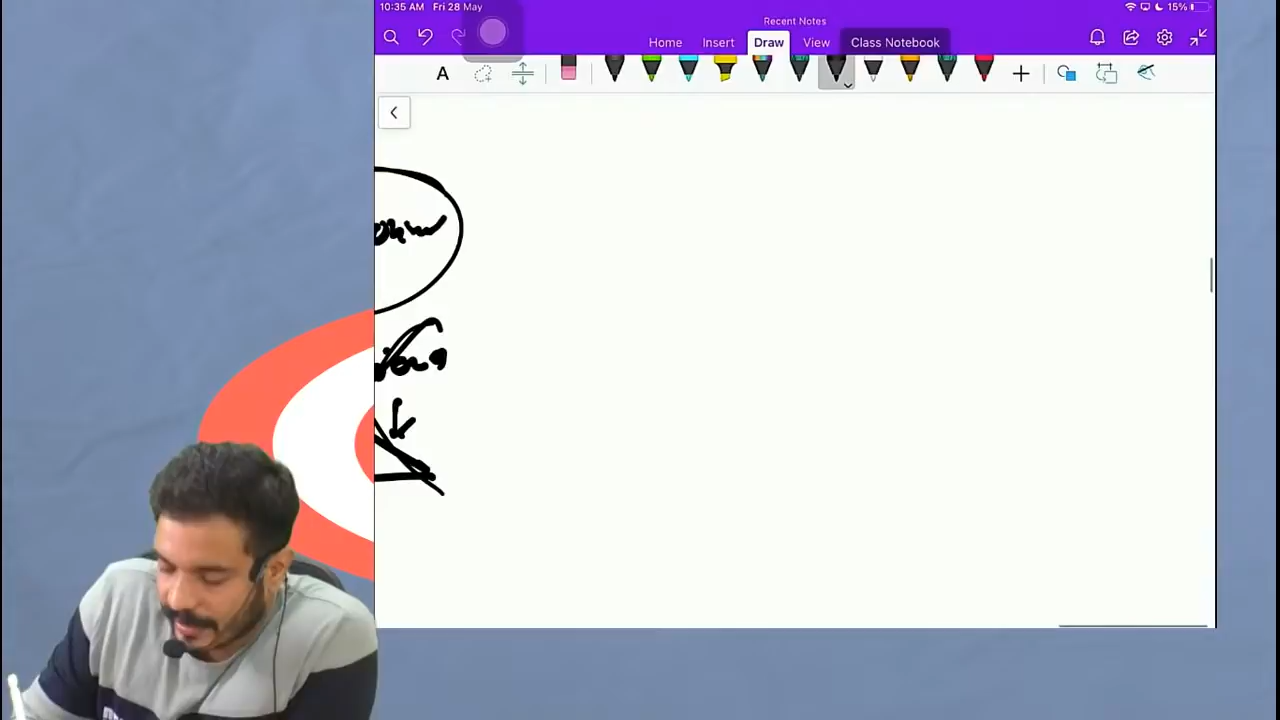 10:35 AM Fri 28 May
15%
Recent Notes
Home Insert Draw View Class Notebook
A